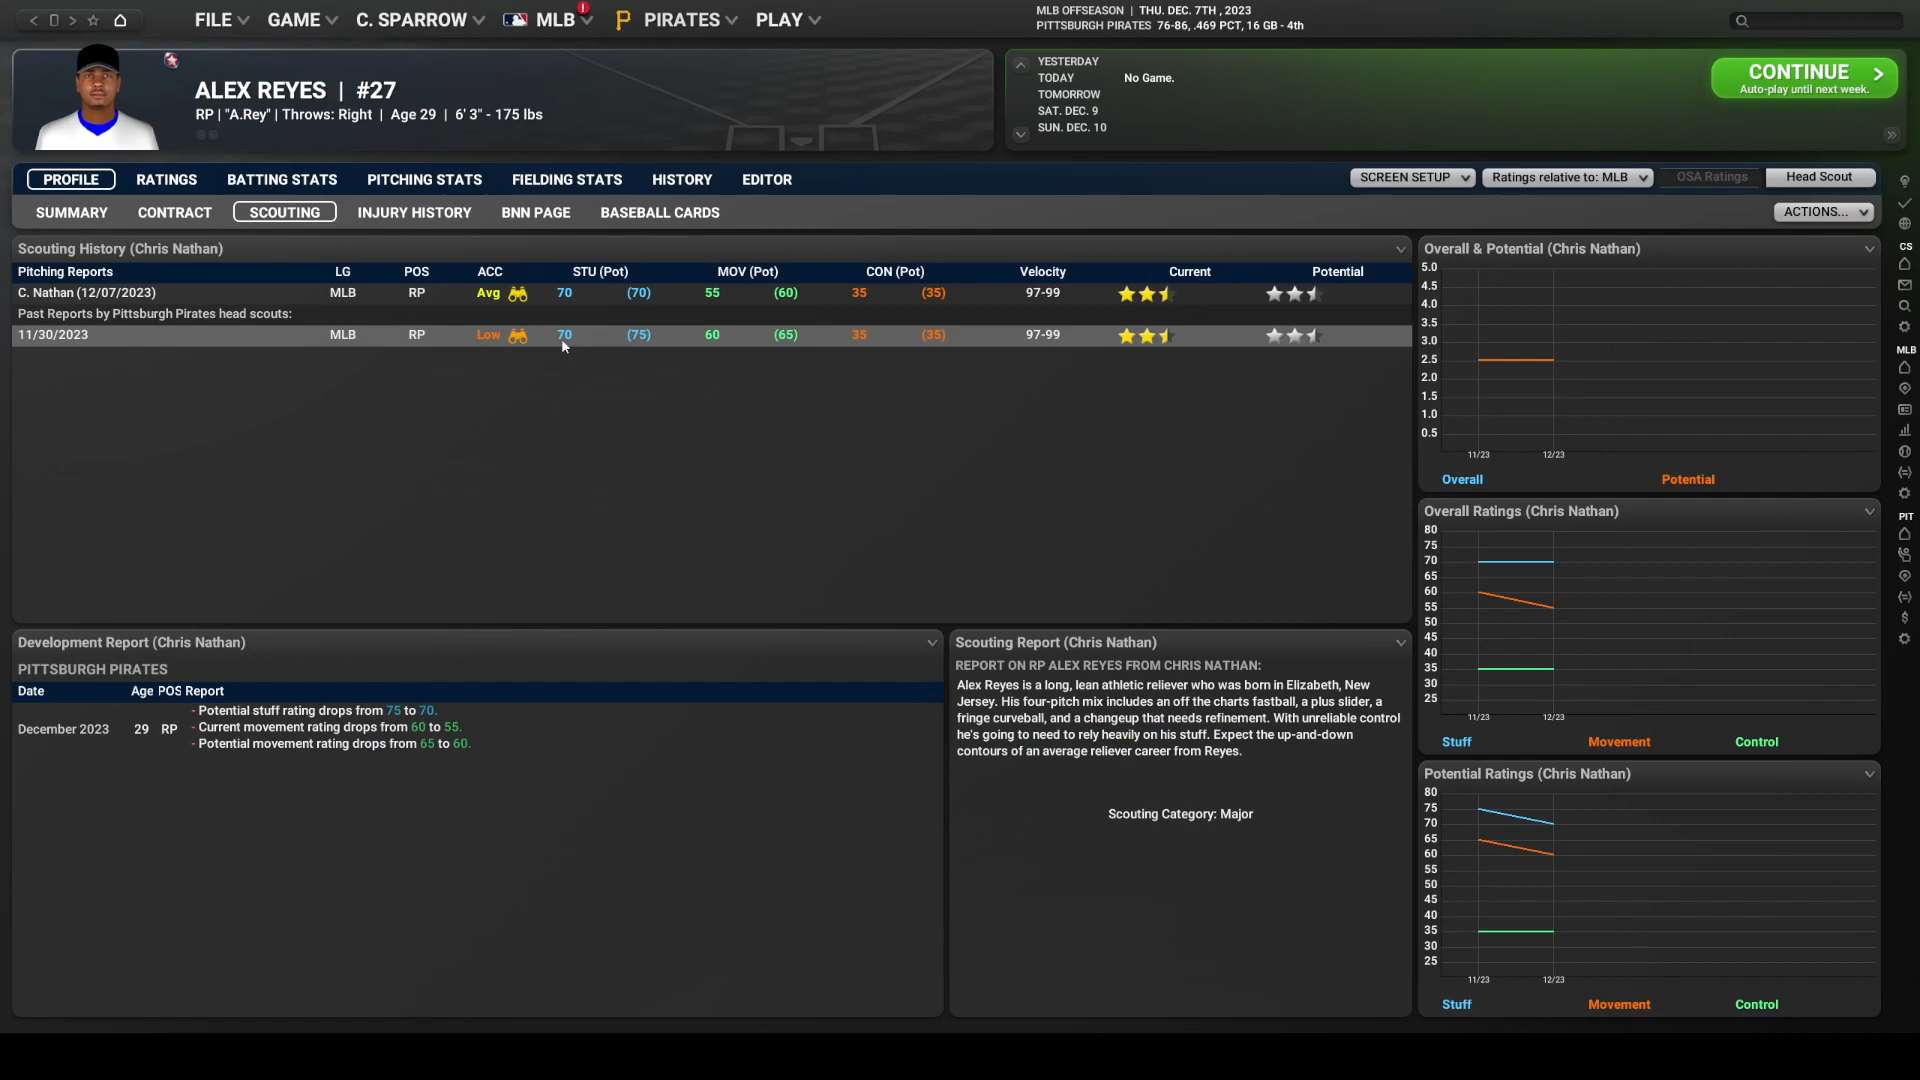 FILE GAME C. SPARROW MLB ! PIRATES PLAY
MLB OFFSEASON | THU. DEC. 7TH , 2023
PITTSBURGH PIRATES 76-86, .469 PCT, 16 GB - 4th
ALEX REYES | #27
RP | "A.Rey" | Throws: Right | Age 29 | 6' 3" - 175 lbs
YESTERDAY
TODAY No Game.
TOMORROW
SAT. DEC. 9
SUN. DEC. 10
CONTINUE
Auto-play until next week.
PROFILE RATINGS BATTING STATS PITCHING STATS FIELDING STATS HISTORY EDITOR
SCREEN SETUP Ratings relative to: MLB OSA Ratings Head Scout
SUMMARY CONTRACT SCOUTING INJURY HISTORY BNN PAGE BASEBALL CARDS
ACTIONS...
Scouting History (Chris Nathan)
Pitching Reports LG POS ACC STU (Pot) MOV (Pot) CON (Pot) Velocity Current Potential
C. Nathan (12/07/2023) MLB RP Avg 70 (70) 55 (60) 35 (35) 97-99
Past Reports by Pittsburgh Pirates head scouts:
11/30/2023 MLB RP Low 70 (75) 60 (65) 35 (35) 97-99
Overall & Potential (Chris Nathan)
5.0
4.5
4.0
3.5
3.0
2.5
2.0
1.5
1.0
0.5
11/23 12/23
Overall Potential
Overall Ratings (Chris Nathan)
80
75
70
65
60
55
50
45
40
35
30
25
11/23 12/23
Stuff Movement Control
Development Report (Chris Nathan)
PITTSBURGH PIRATES
Date Age POS Report
December 2023 29 RP
- Potential stuff rating drops from 75 to 70.
- Current movement rating drops from 60 to 55.
- Potential movement rating drops from 65 to 60.
Scouting Report (Chris Nathan)
REPORT ON RP ALEX REYES FROM CHRIS NATHAN:
Alex Reyes is a long, lean athletic reliever who was born in Elizabeth, New
Jersey. His four-pitch mix includes an off the charts fastball, a plus slider, a
fringe curveball, and a changeup that needs refinement. With unreliable control
he's going to need to rely heavily on his stuff. Expect the up-and-down
contours of an average reliever career from Reyes.
Scouting Category: Major
Potential Ratings (Chris Nathan)
80
75
70
65
60
55
50
45
40
35
30
25
11/23 12/23
Stuff Movement Control
CS
MLB
PIT